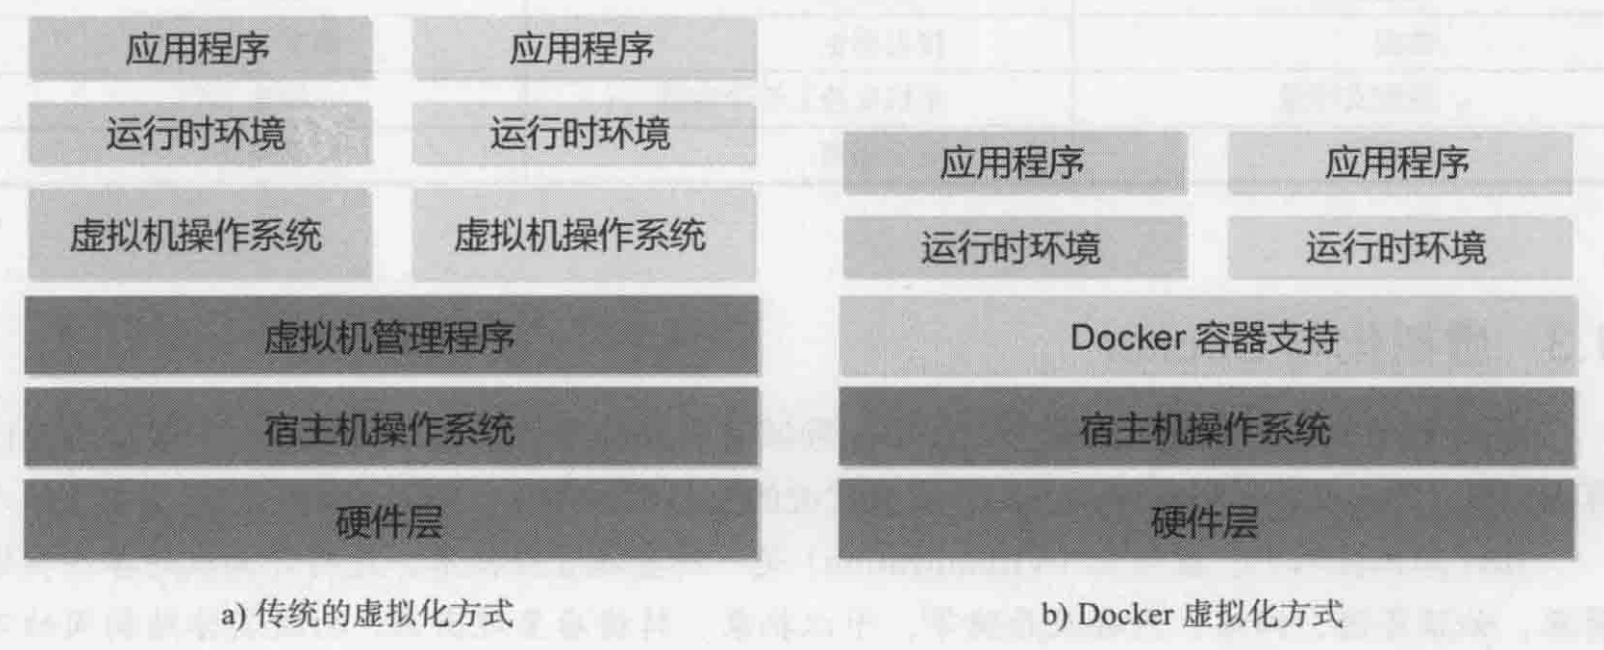 应用程序 应用程序
运行时环境 运行时环境
虚拟机操作系统 虚拟机操作系统
虚拟机管理程序
宿主机操作系统
硬件层
a) 传统的虚拟化方式
应用程序 应用程序
运行时环境 运行时环境
Docker 容器支持
宿主机操作系统
硬件层
b) Docker 虚拟化方式